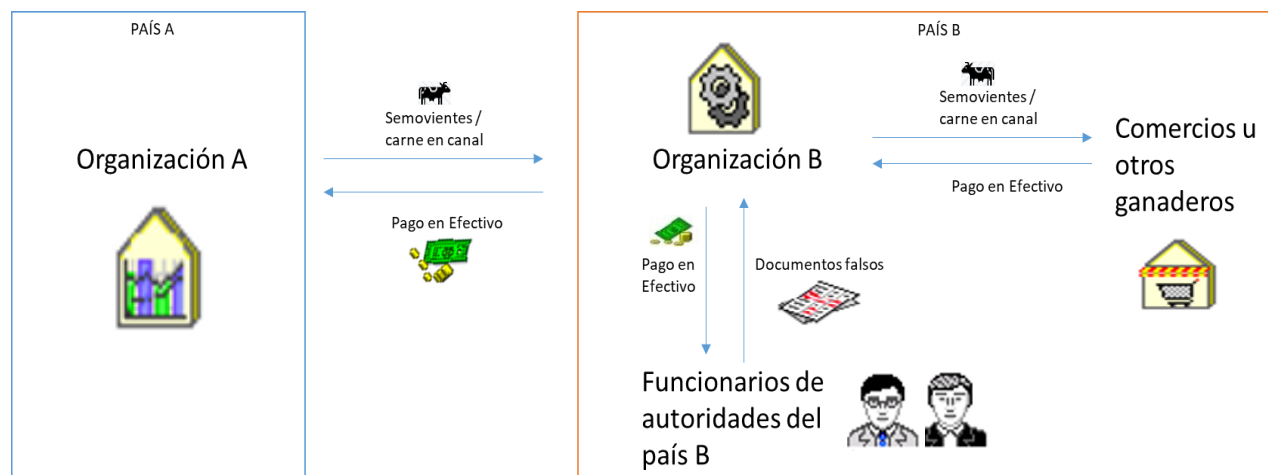 PAÍS A
Organización A
Semovientes /
carne en canal
Pago en Efectivo
PAÍS B
Organización B
Semovientes /
carne en canal
Pago en Efectivo
Comercios u
otros
ganaderos
Pago en
Efectivo
Documentos falsos
Funcionarios de
autoridades del
país B